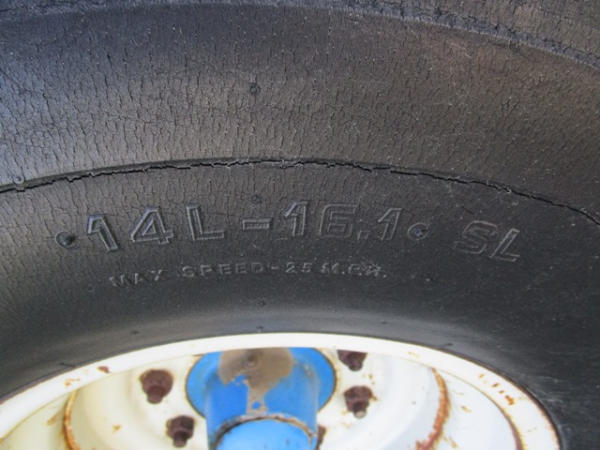 •14L-16.1• SL
MAX SPEED-25 M.P.H.